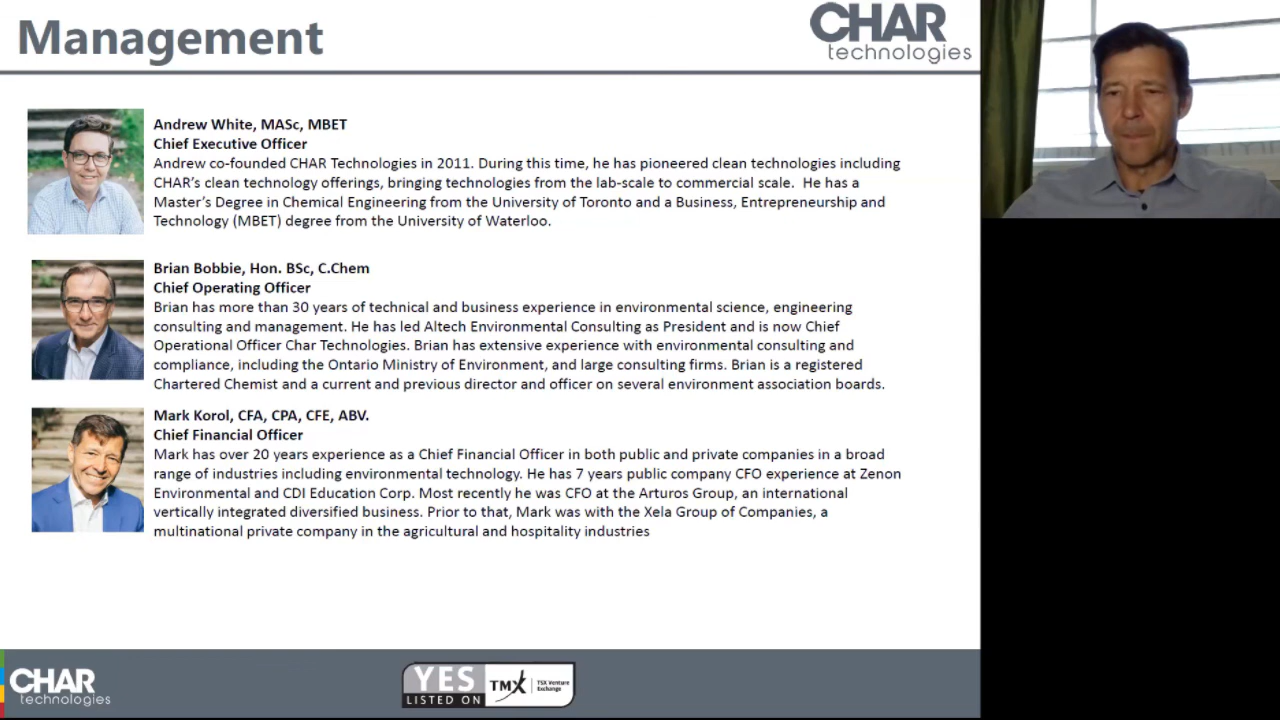 Management
CHAR
technologies
Andrew White, MASc, MBET
Chief Executive Officer
Andrew co-founded CHAR Technologies in 2011. During this time, he has pioneered clean technologies including
CHAR's clean technology offerings, bringing technologies from the lab-scale to commercial scale.  He has a
Master's Degree in Chemical Engineering from the University of Toronto and a Business, Entrepreneurship and
Technology (MBET) degree from the University of Waterloo.
Brian Bobbie, Hon. BSc, C.Chem
Chief Operating Officer
Brian has more than 30 years of technical and business experience in environmental science, engineering
consulting and management. He has led Altech Environmental Consulting as President and is now Chief
Operational Officer Char Technologies. Brian has extensive experience with environmental consulting and
compliance, including the Ontario Ministry of Environment, and large consulting firms. Brian is a registered
Chartered Chemist and a current and previous director and officer on several environment association boards.
Mark Korol, CFA, CPA, CFE, ABV.
Chief Financial Officer
Mark has over 20 years experience as a Chief Financial Officer in both public and private companies in a broad
range of industries including environmental technology. He has 7 years public company CFO experience at Zenon
Environmental and CDI Education Corp. Most recently he was CFO at the Arturos Group, an international
vertically integrated diversified business. Prior to that, Mark was with the Xela Group of Companies, a
multinational private company in the agricultural and hospitality industries
CHAR
technologies
YES
LISTED ON
TMX
TSX Venture
Exchange